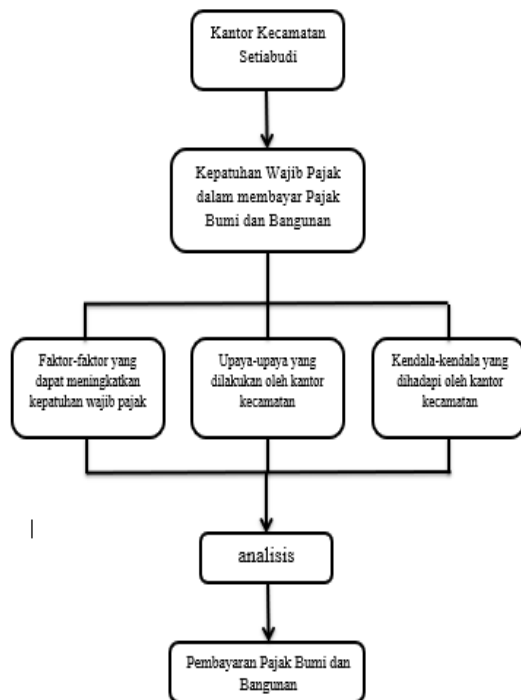 Kantor Kecamatan
Setiabudi
Kepatuhan Wajib Pajak
dalam membayar Pajak
Bumi dan Bangunan
Faktor-faktor yang
dapat meningkatkan
kepatuhan wajib pajak
Upaya-upaya yang
dilakukan oleh kantor
kecamatan
Kendala-kendala yang
dihadapi oleh kantor
kecamatan
analisis
Pembayaran Pajak Bumi dan
Bangunan